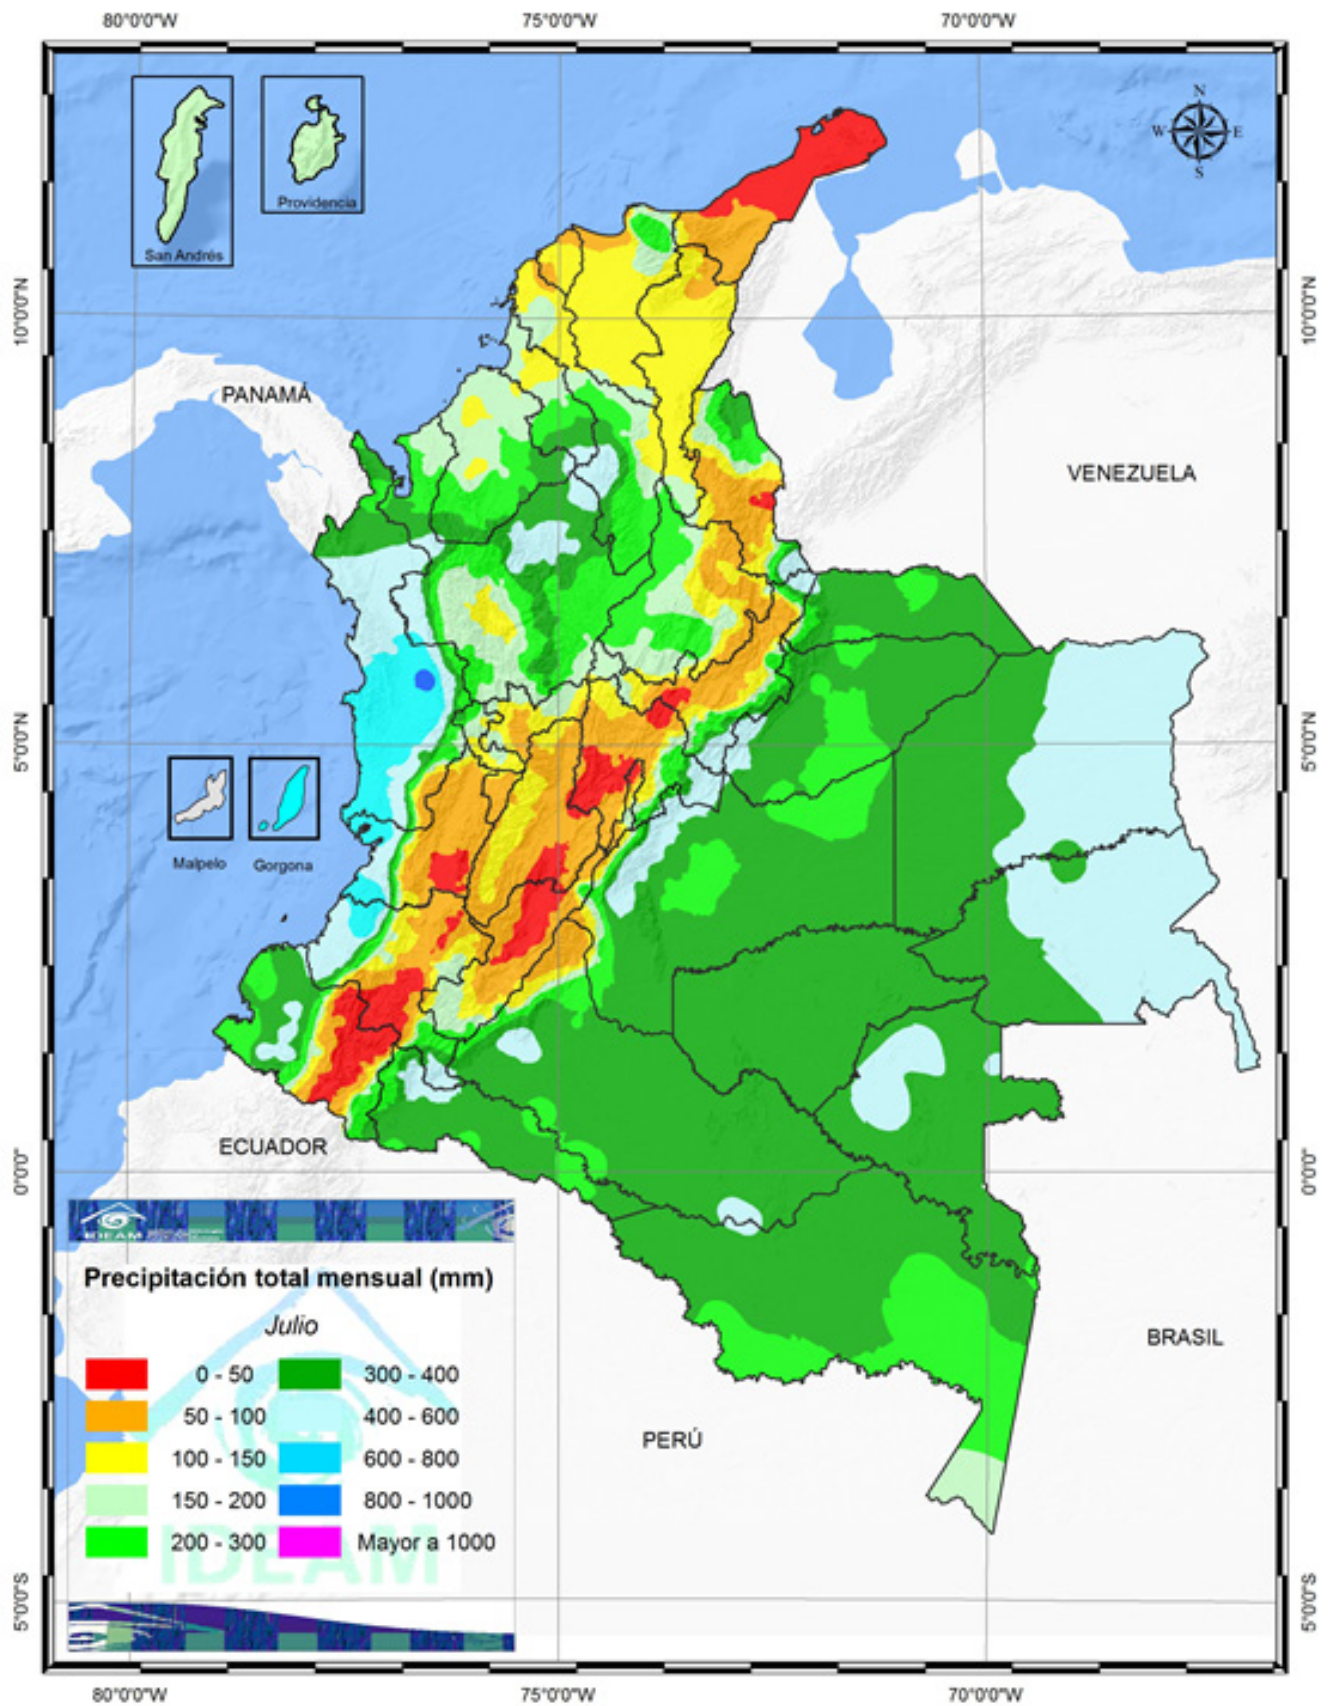 80°0'0"W 75°0'0"W 70°0'0"W
N
W E
S
San Andrés
Providencia
10°0'0"N 10°0'0"N
PANAMÁ
VENEZUELA
5°0'0"N 5°0'0"N
Malpelo Gorgona
ECUADOR
0°0'0" 0°0'0"
IDEAM
Precipitación total mensual (mm)
Julio
0 - 50 300 - 400
50 - 100 400 - 600
100 - 150 600 - 800
150 - 200 800 - 1000
200 - 300 Mayor a 1000
IDEAM
BRASIL
PERÚ
5°0'0"S 5°0'0"S
80°0'0"W 75°0'0"W 70°0'0"W